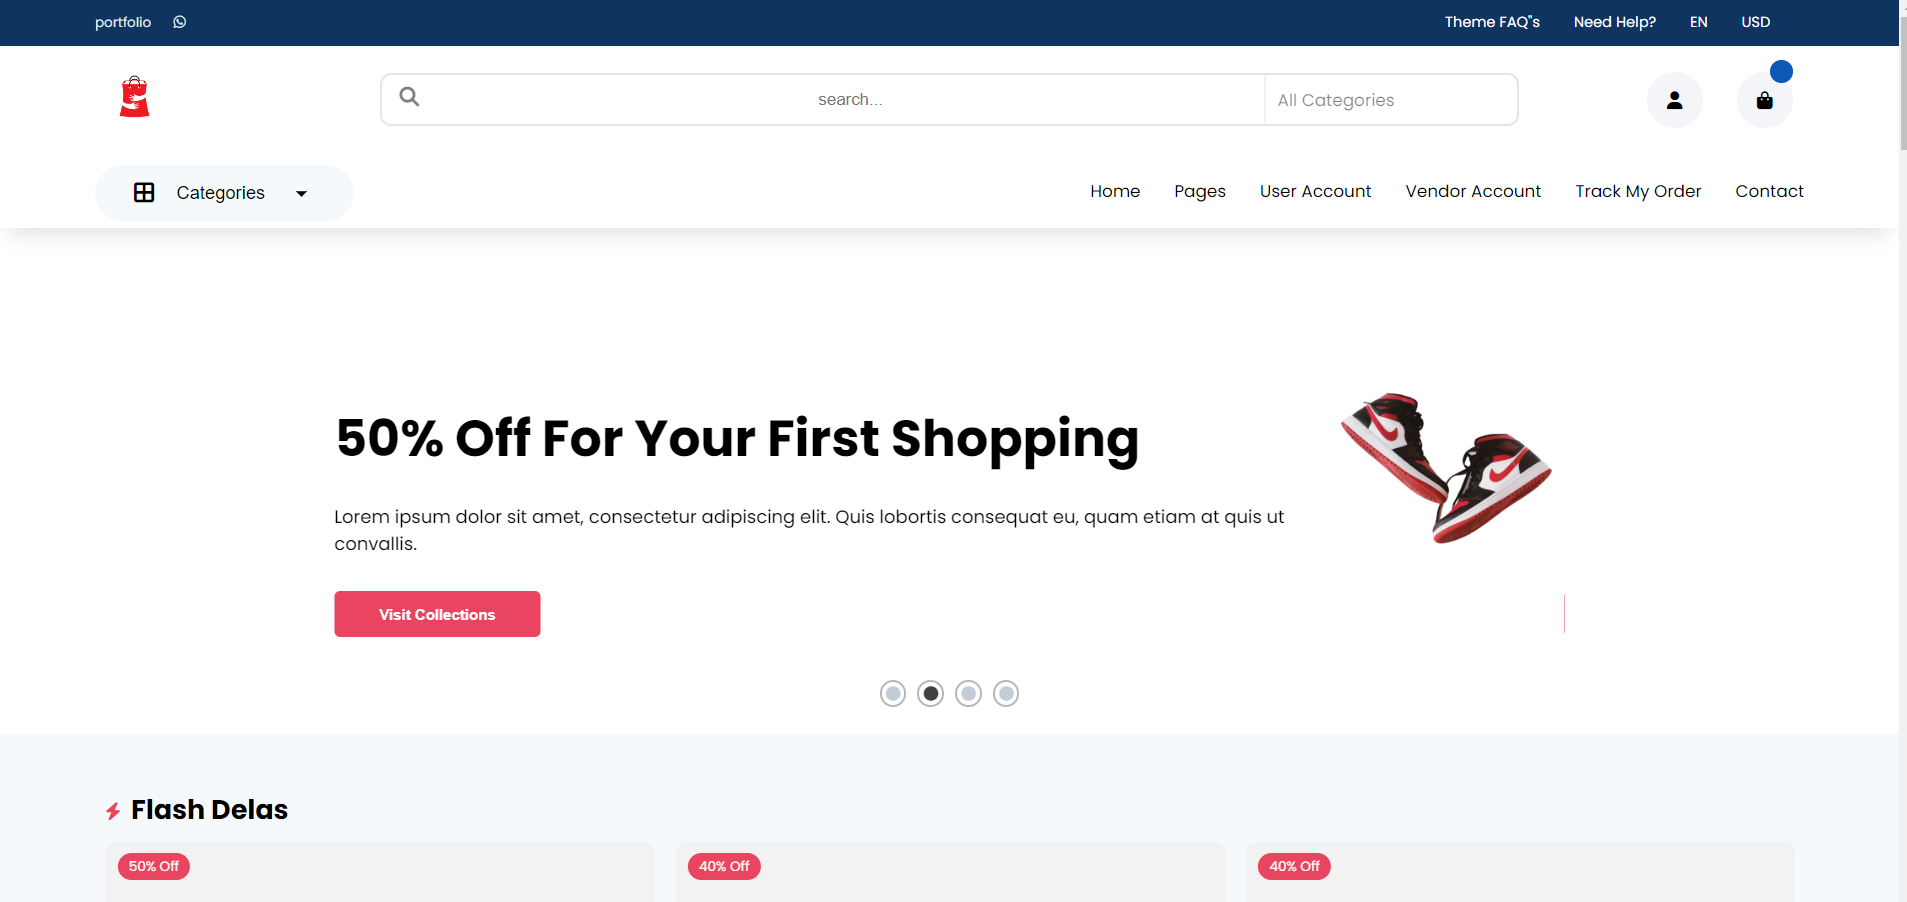 portfolio
Theme FAQ"s Need Help? EN USD
search...
All Categories
Categories
Home Pages User Account Vendor Account Track My Order Contact
50% Off For Your First Shopping
Lorem ipsum dolor sit amet, consectetur adipiscing elit. Quis lobortis consequat eu, quam etiam at quis ut
convallis.
Visit Collections
Flash Delas
50% Off
40% Off
40% Off